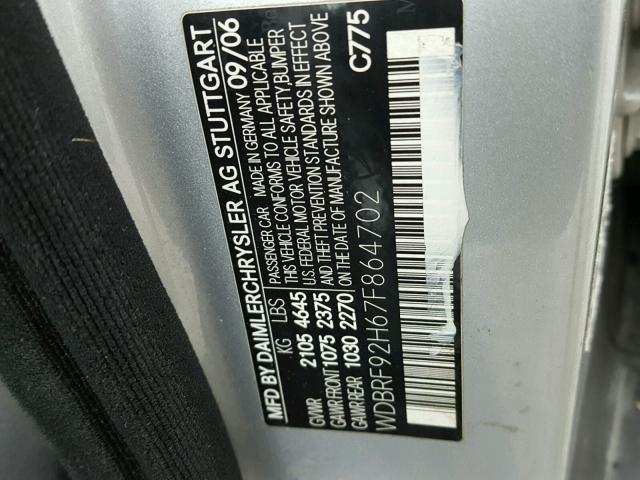 MFD BY DAIMLERCHRYSLER AG STUTTGART
PASSENGER CAR MADE IN GERMANY 09/06
KG LBS THIS VEHICLE CONFORMS TO ALL APPLICABLE
U.S. FEDERAL MOTOR VEHICLE SAFETY, BUMPER
GVWR 2105 4645 AND THEFT PREVENTION STANDARDS IN EFFECT
GAWR FRONT 1075 2375 ON THE DATE OF MANUFACTURE SHOWN ABOVE
GAWR REAR 1030 2270
WDBRF92H67F864702 C775